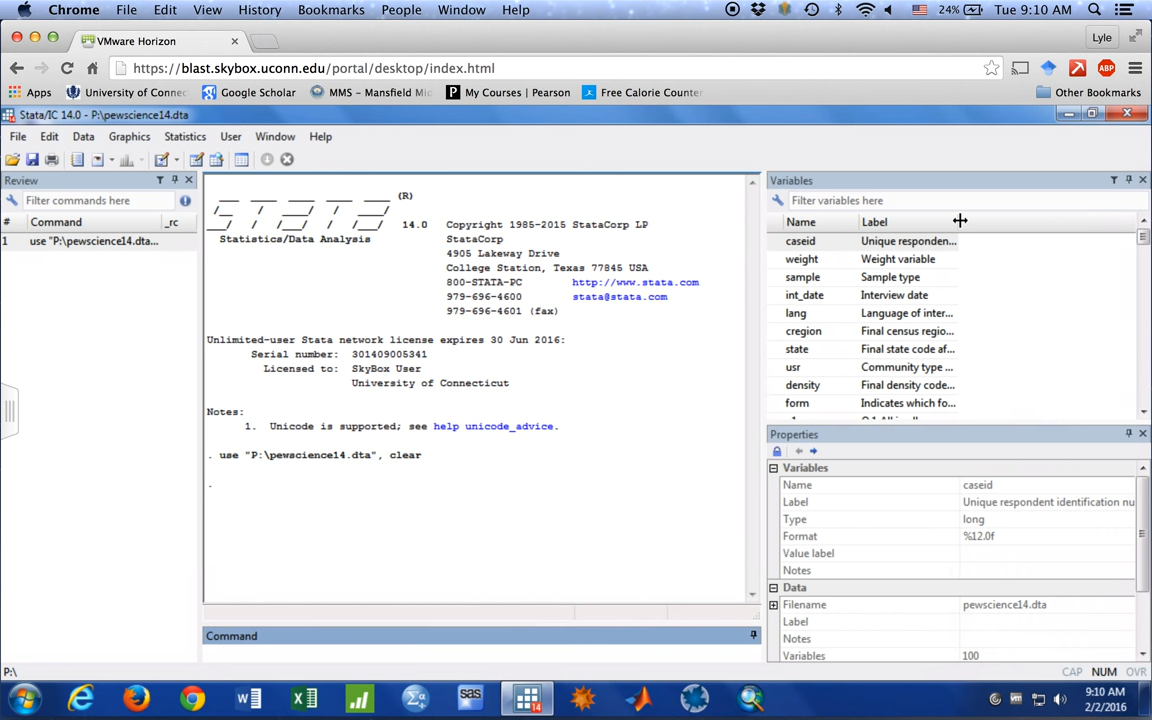 Chrome File Edit View History Bookmarks People Window Help 24% Tue 9:10 AM
VMware Horizon Lyle
https://blast.skybox.uconn.edu/portal/desktop/index.html ABP
Apps University of Connec Google Scholar MMS - Mansfield Mi My Courses | Pearson Free Calorie Counter Other Bookmarks
Stata/IC 14.0 - P:\pewscience14.dta
File Edit Data Graphics Statistics User Window Help
Review
Filter commands here
# Command _rc
1 use "P:\pewscience14.dta...
(R)
14.0 Copyright 1985-2015 StataCorp LP
Statistics/Data Analysis StataCorp
4905 Lakeway Drive
College Station, Texas 77845 USA
800-STATA-PC http://www.stata.com
979-696-4600 stata@stata.com
979-696-4601 (fax)
Unlimited-user Stata network license expires 30 Jun 2016:
Serial number: 301409005341
Licensed to: SkyBox User
University of Connecticut
Notes:
1. Unicode is supported; see help unicode_advice.
. use "P:\pewscience14.dta", clear
.
Command
Variables
Filter variables here
Name Label
caseid Unique responden...
weight Weight variable
sample Sample type
int_date Interview date
lang Language of inter...
cregion Final census regio...
state Final state code af...
usr Community type ...
density Final density code...
form Indicates which fo...
Properties
Variables
Name caseid
Label Unique respondent identification nu
Type long
Format %12.0f
Value label
Notes
Data
Filename pewscience14.dta
Label
Notes
Variables 100
P:\ CAP NUM OVR
14 9:10 AM
2/2/2016